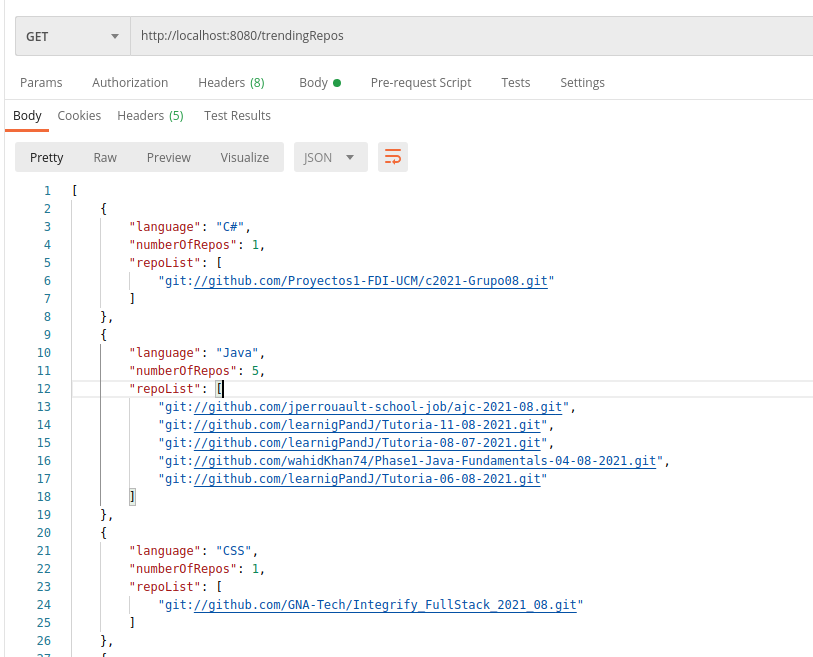 GET http://localhost:8080/trendingRepos
Params Authorization Headers (8) Body Pre-request Script Tests Settings
Body Cookies Headers (5) Test Results
Pretty Raw Preview Visualize JSON
1 [
2 {
3 "language": "C#",
4 "numberOfRepos": 1,
5 "repoList": [
6 "git://github.com/Proyectos1-FDI-UCM/c2021-Grupo08.git"
7 ]
8 },
9 {
10 "language": "Java",
11 "numberOfRepos": 5,
12 "repoList": [
13 "git://github.com/jperrouault-school-job/ajc-2021-08.git",
14 "git://github.com/learnigPandJ/Tutoria-11-08-2021.git",
15 "git://github.com/learnigPandJ/Tutoria-08-07-2021.git",
16 "git://github.com/wahidKhan74/Phase1-Java-Fundamentals-04-08-2021.git",
17 "git://github.com/learnigPandJ/Tutoria-06-08-2021.git"
18 ]
19 },
20 {
21 "language": "CSS",
22 "numberOfRepos": 1,
23 "repoList": [
24 "git://github.com/GNA-Tech/Integrify_FullStack_2021_08.git"
25 ]
26 },
27 {